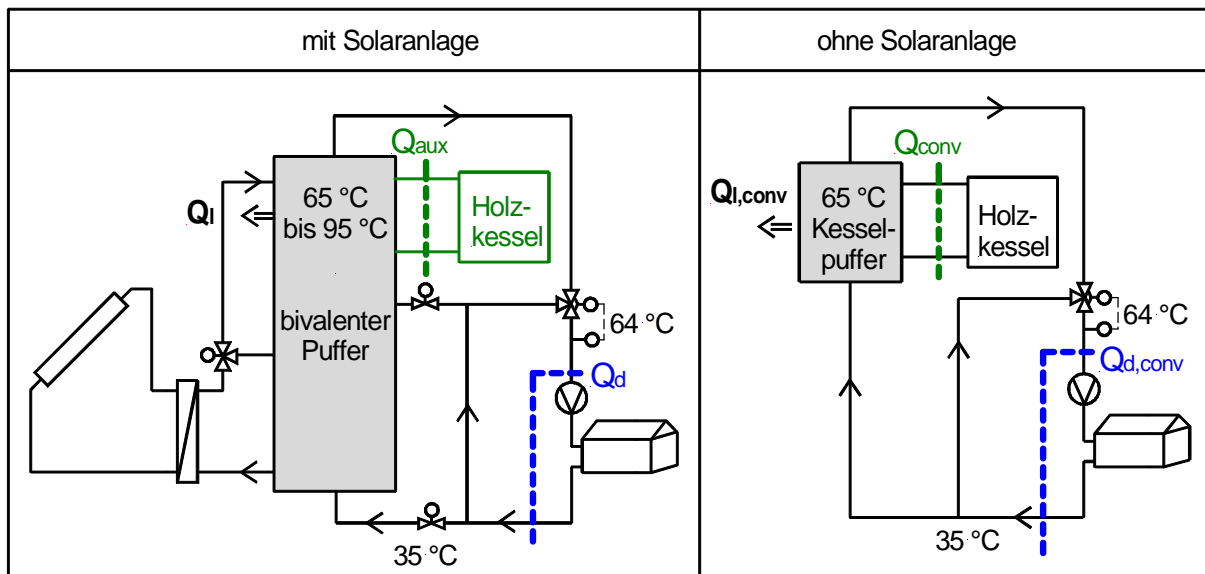 mit Solaranlage
ohne Solaranlage
Qaux
Ql
65 °C
bis 95 °C
Holz-
kessel
bivalenter
Puffer
64 °C
Qd
35 °C
Qconv
Ql,conv
65 °C
Kessel-
puffer
Holz-
kessel
64 °C
Qd,conv
35 °C